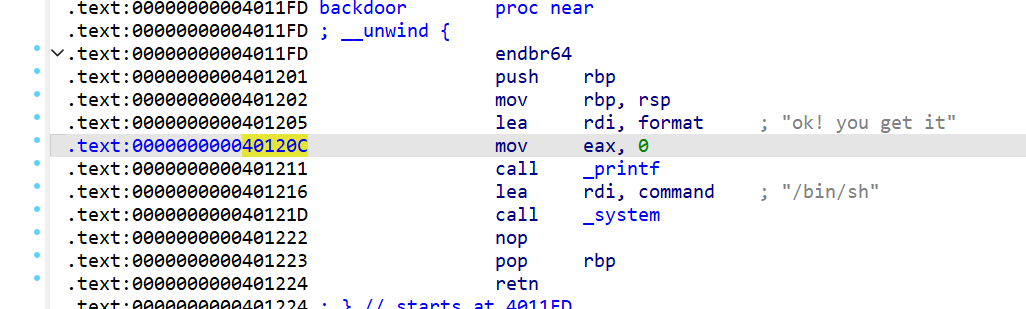 .text:00000000004011FD backdoor proc near
.text:00000000004011FD ; __unwind {
.text:00000000004011FD endbr64
.text:0000000000401201 push rbp
.text:0000000000401202 mov rbp, rsp
.text:0000000000401205 lea rdi, format ; "ok! you get it"
.text:000000000040120C mov eax, 0
.text:0000000000401211 call _printf
.text:0000000000401216 lea rdi, command ; "/bin/sh"
.text:000000000040121D call _system
.text:0000000000401222 nop
.text:0000000000401223 pop rbp
.text:0000000000401224 retn
.text:0000000000401224 ; } // starts at 4011FD